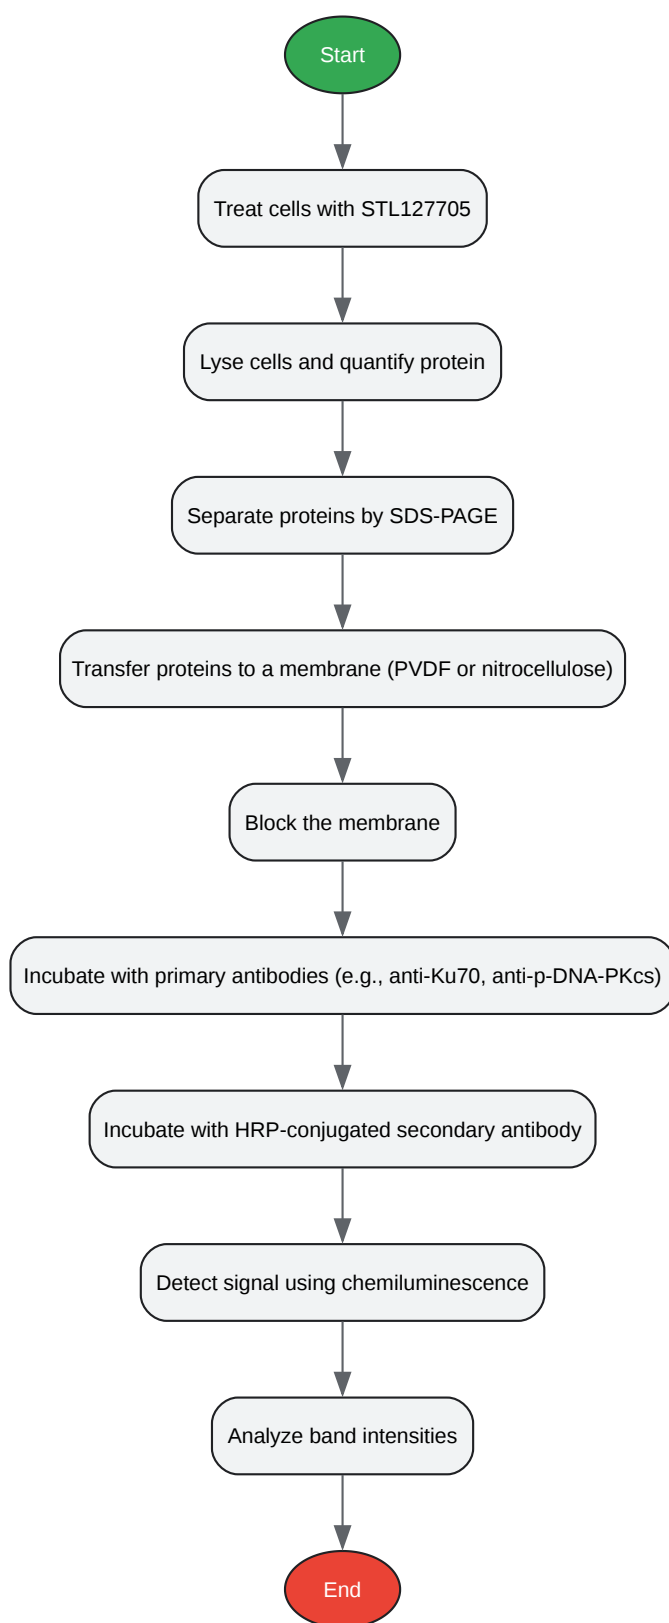 Start
Treat cells with STL127705
Lyse cells and quantify protein
Separate proteins by SDS-PAGE
Transfer proteins to a membrane (PVDF or nitrocellulose)
Block the membrane
Incubate with primary antibodies (e.g., anti-Ku70, anti-p-DNA-PKcs)
Incubate with HRP-conjugated secondary antibody
Detect signal using chemiluminescence
Analyze band intensities
End